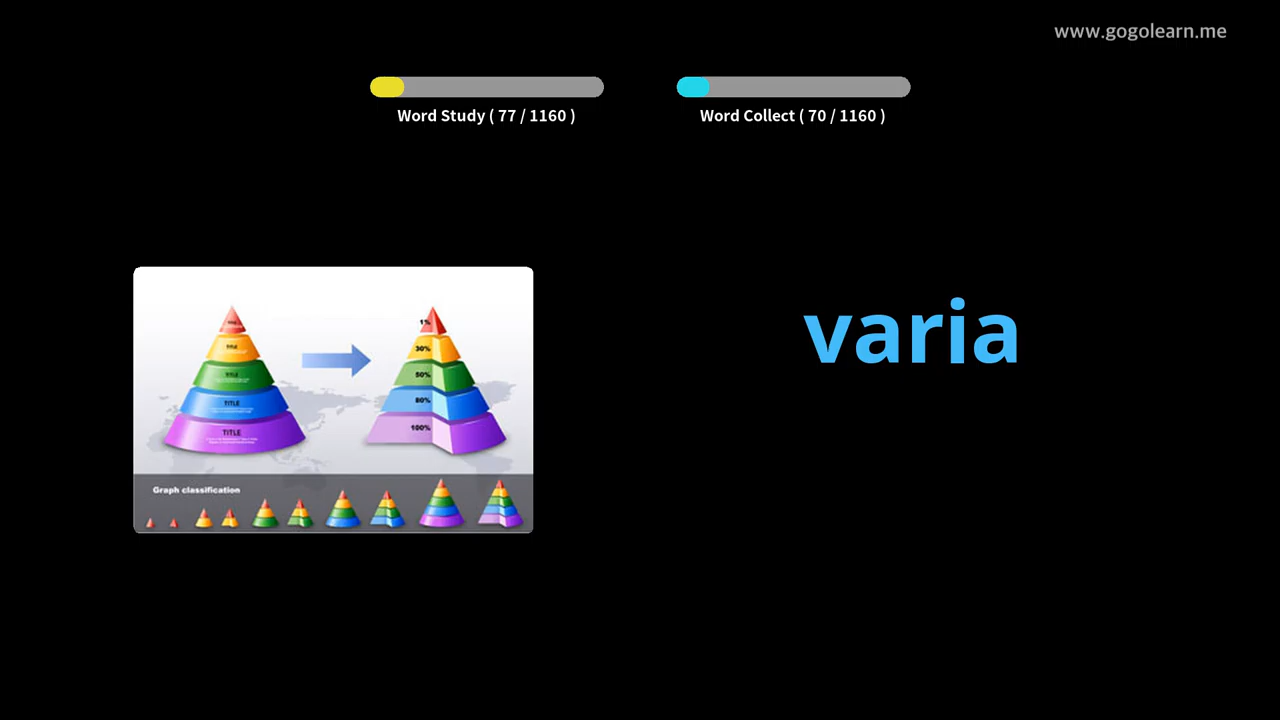 www.gogolearn.me
Word Study ( 77 / 1160 )
Word Collect ( 70 / 1160 )
varia
TITLE
TITLE
TITLE
TITLE
1%
30%
50%
80%
100%
Graph classification